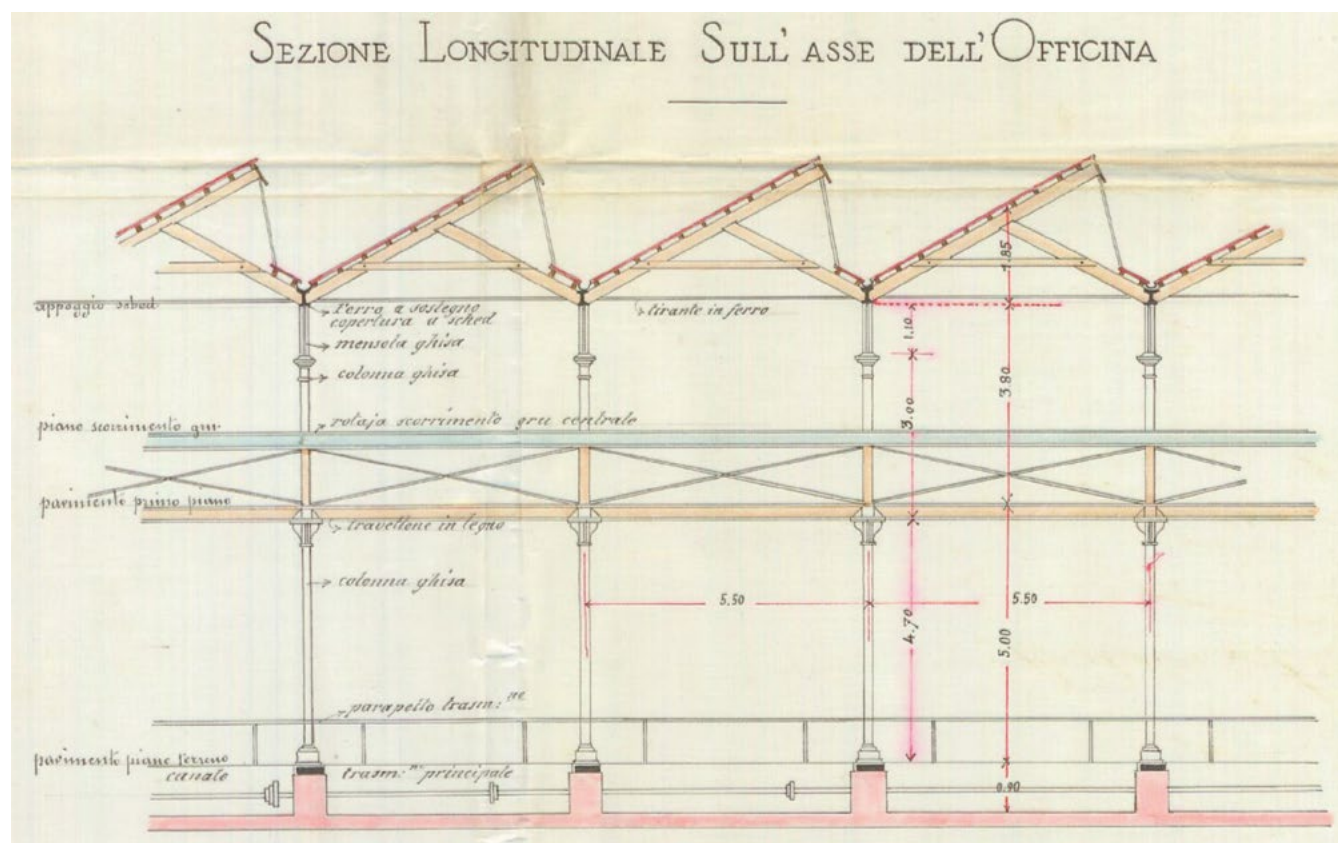 SEZIONE LONGITUDINALE SULL' ASSE DELL' OFFICINA
1.85
appoggio sched
Ferro a sostegno
copertura a sched
tirante in ferro
1.10
mensola ghisa
colonna ghisa
3.80
3.00
piano scorrimento gru
rotaja scorrimento gru centrale
pavimento primo piano
travettone in legno
colonna ghisa
5.50
5.50
4.70
5.00
parapetto trasm:ne
pavimento piano terreno
canale
trasm:ne principale
0.90